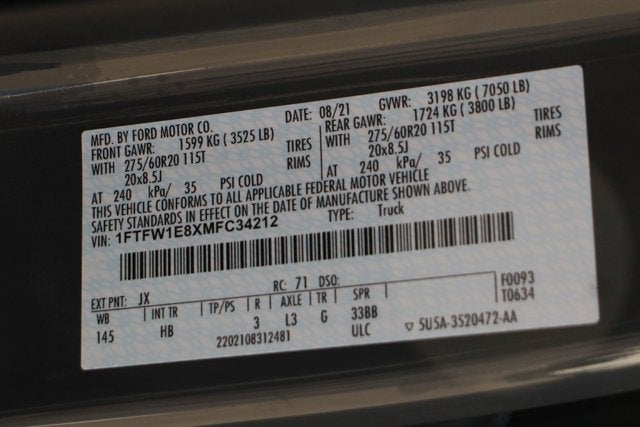 MFD. BY FORD MOTOR CO. DATE: 08/21 GVWR: 3198 KG ( 7050 LB)
FRONT GAWR: 1599 KG ( 3525 LB) REAR GAWR: 1724 KG ( 3800 LB)
WITH 275/60R20 115T TIRES 275/60R20 115T TIRES
20x8.5J RIMS 20x8.5J RIMS
AT 240 kPa/ 35 PSI COLD AT 240 kPa/ 35 PSI COLD
THIS VEHICLE CONFORMS TO ALL APPLICABLE FEDERAL MOTOR VEHICLE
SAFETY STANDARDS IN EFFECT ON THE DATE OF MANUFACTURE SHOWN ABOVE.
VIN: 1FTFW1E8XMFC34212 TYPE: Truck
EXT PNT: JX RC: 71 DSO: F0093
WB INT TR TP/PS R AXLE TR SPR T0634
145 HB 3 L3 G 33BB
2202108312481 ULC 5U5A-3520472-AA